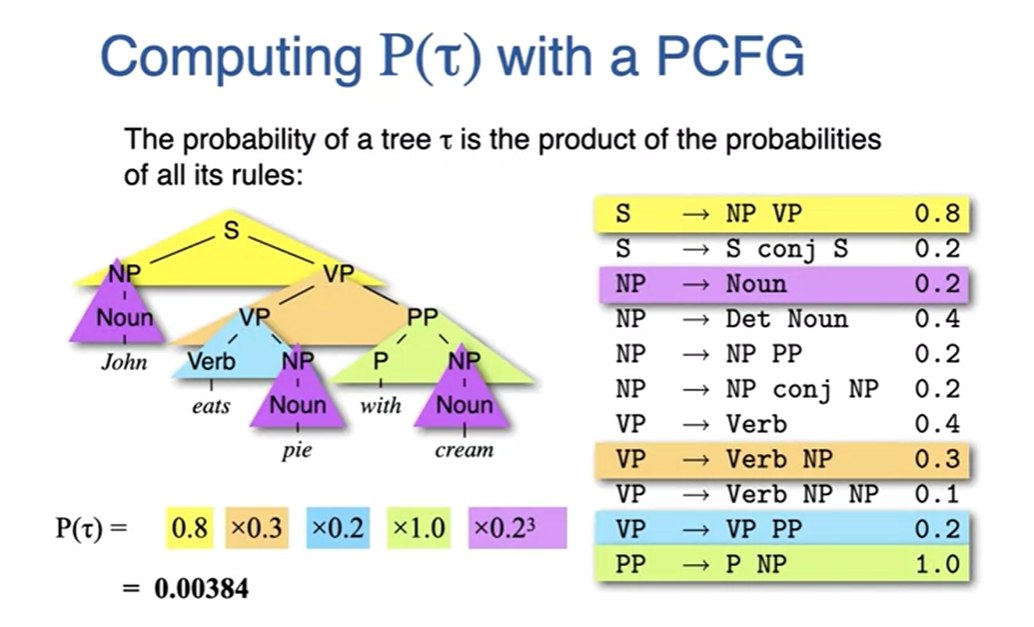 Computing P(τ) with a PCFG
The probability of a tree τ is the product of the probabilities
of all its rules:
S
NP VP
Noun VP PP
John Verb NP P NP
eats Noun with Noun
pie cream
S → NP VP 0.8
S → S conj S 0.2
NP → Noun 0.2
NP → Det Noun 0.4
NP → NP PP 0.2
NP → NP conj NP 0.2
VP → Verb 0.4
VP → Verb NP 0.3
VP → Verb NP NP 0.1
VP → VP PP 0.2
PP → P NP 1.0
P(τ) = 0.8 ×0.3 ×0.2 ×1.0 ×0.2³
= 0.00384